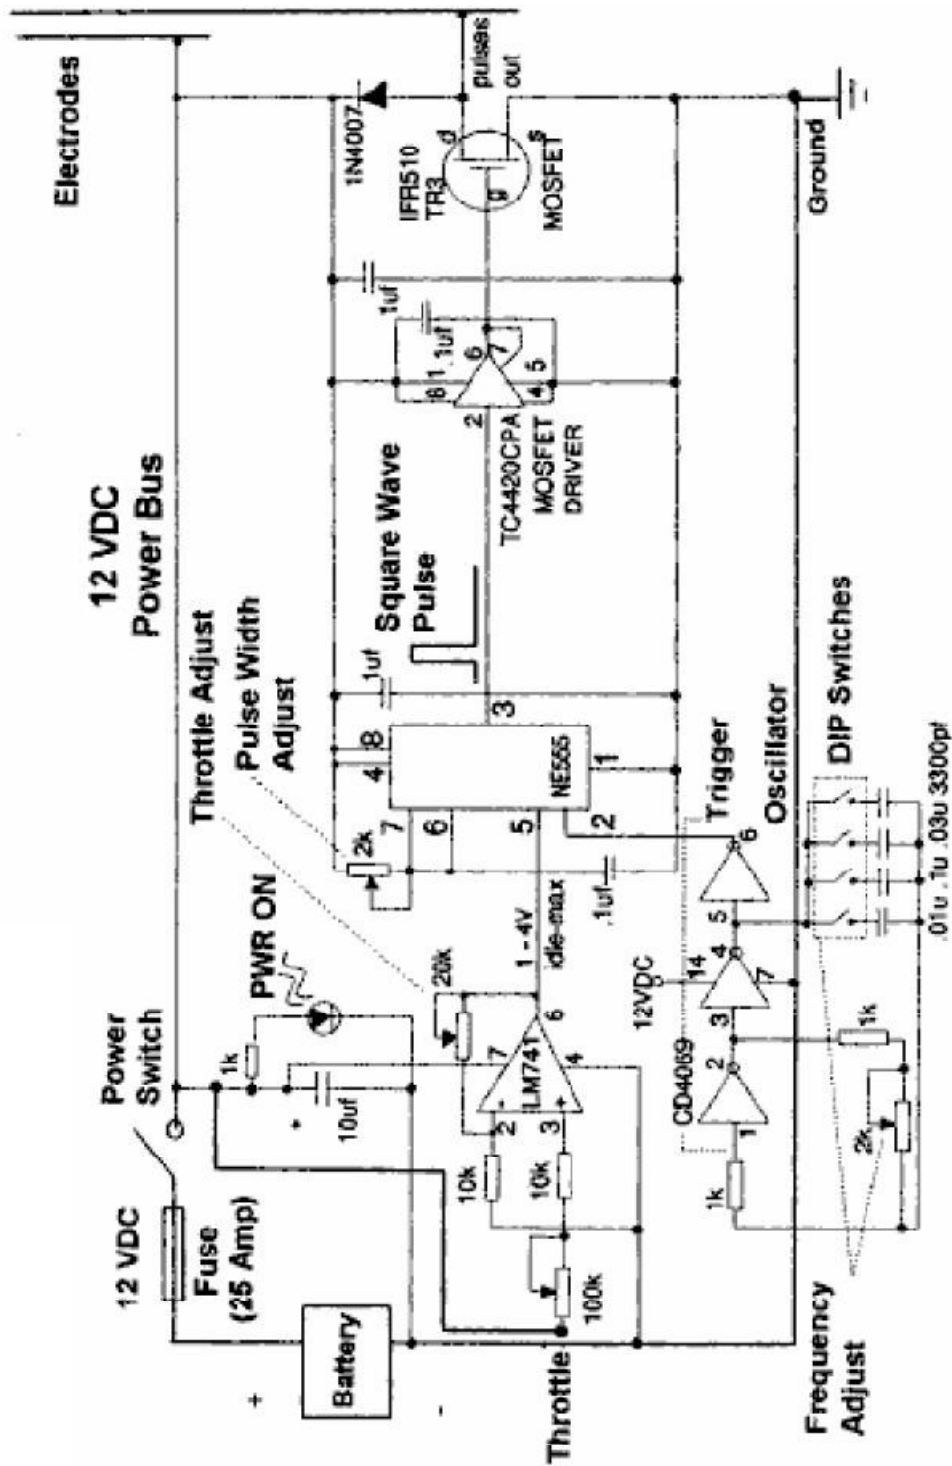 12 VDC
Power Bus
Electrodes
12 VDC
Fuse
(25 Amp)
Power
Switch
PWR ON
Throttle Adjust
Pulse Width
Adjust
+
Battery
-
1k
+
10uf
20k
2k
7
6
5
2
4
8
3
1
NE555
.1uf
.1uf
Square Wave
Pulse
2
8
1
6
7
4
5
.1uf
.1uf
TC4420CPA
MOSFET
DRIVER
1N4007
IFR510
TR3
d
g
s
MOSFET
pulses
out
10k
10k
2
3
-
+
LM741
7
6
4
1 - 4V
idle-max
100k
Throttle
12VDC
14
CD4069
1
2
3
4
7
5
6
Trigger
Oscillator
1k
1k
2k
DIP Switches
.01u .1u .03u 3300pf
Frequency
Adjust
Ground